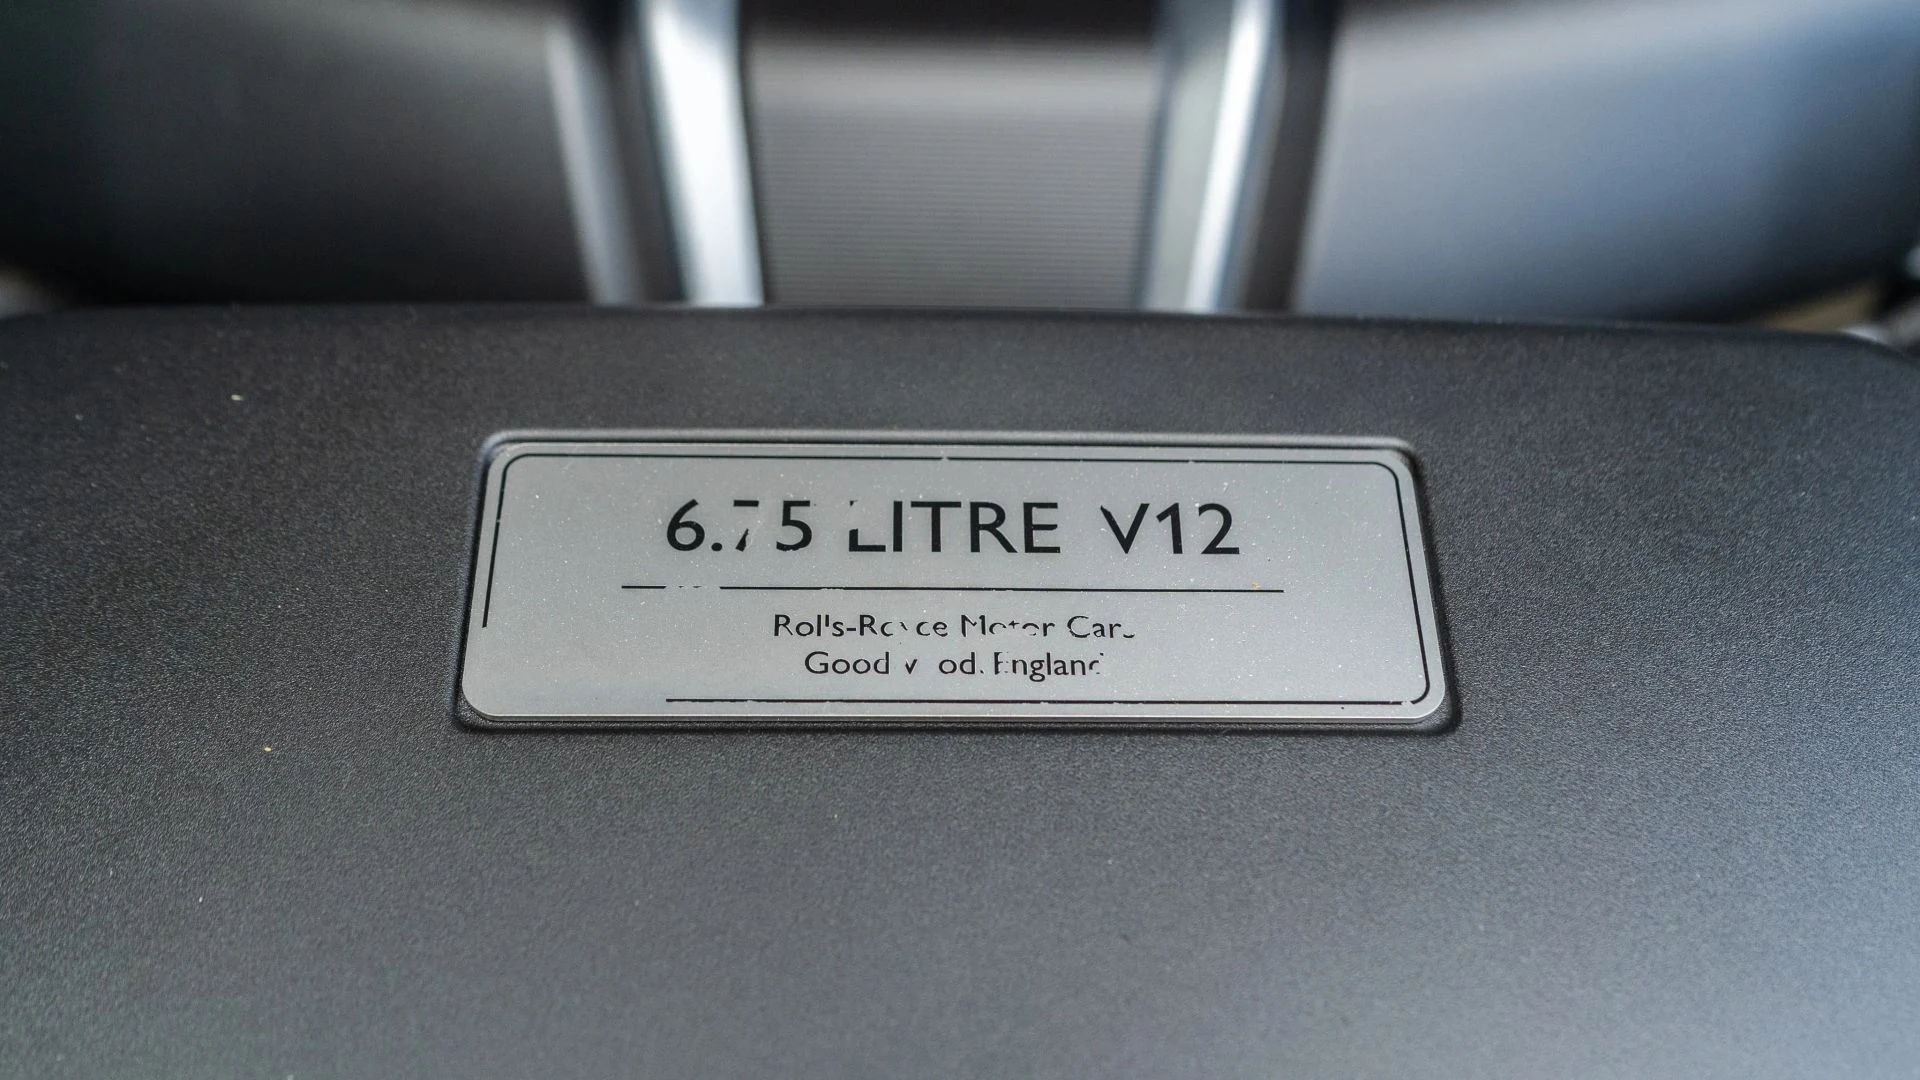 6.75 LITRE V12
Rolls-Royce Motor Cars
Goodwood, England